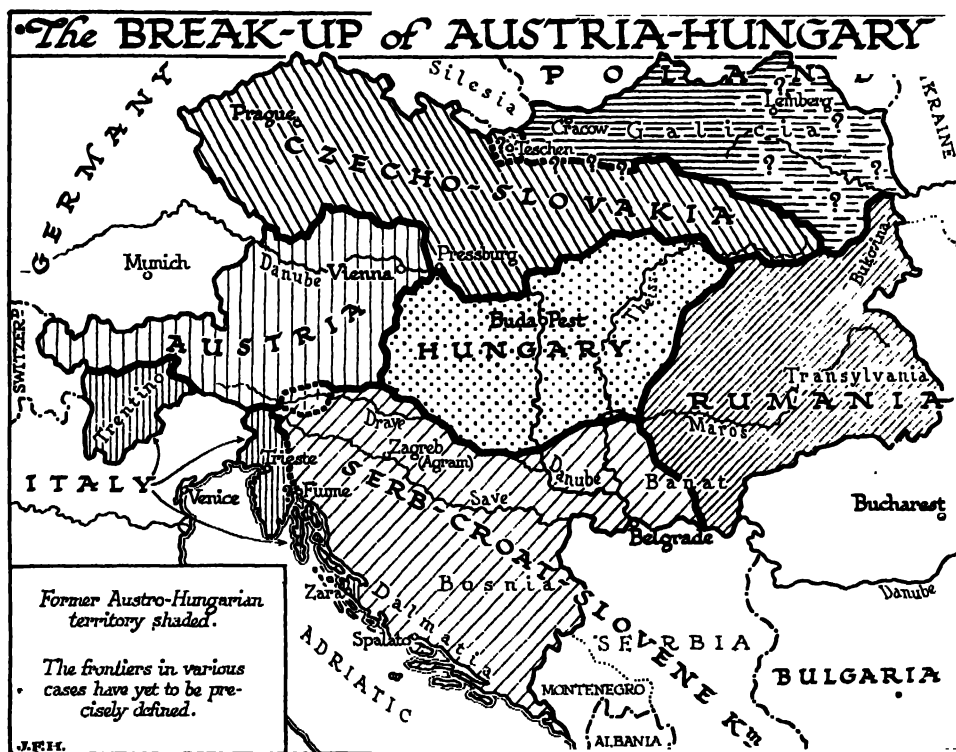 The BREAK-UP of AUSTRIA-HUNGARY
GERMANY
Silesia
POLAND
UKRAINE
Prague
Cracow
Galicia
Lemberg
Teschen
? ? ? ? ? ? ? ? ?
CZECHO-SLOVAKIA
Munich
Danube
Vienna
Pressburg
Theiss
Bukovina
SWITZERD
AUSTRIA
Buda Pest
HUNGARY
Transylvania
RUMANIA
Trentino
Drave
Maros
Zagreb
(Agram)
ITALY
Trieste
Venice
Fiume
Save
Danube
Banat
Bucharest
Belgrade
SERB-CROAT-SLOVENE Km
Bosnia
Zara
Dalmatia
Spalato
ADRIATIC
SERBIA
Danube
BULGARIA
MONTENEGRO
ALBANIA
Former Austro-Hungarian
territory shaded.
The frontiers in various
cases have yet to be pre-
cisely defined.
J.F.H.